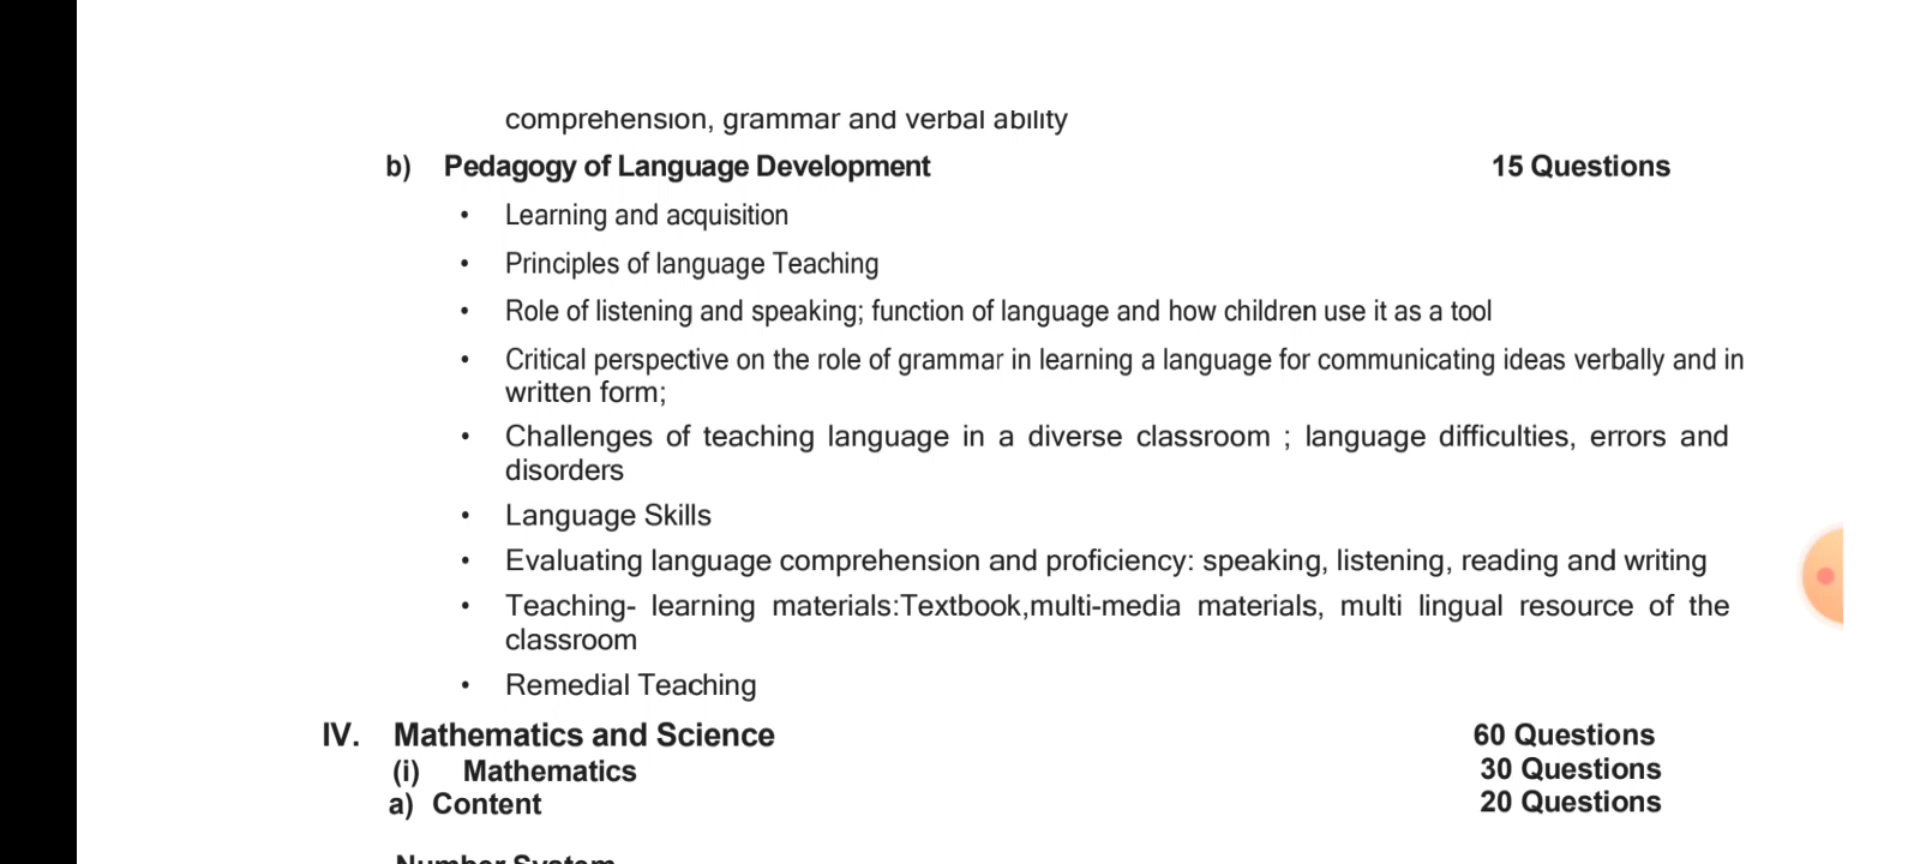 comprehension, grammar and verbal ability
b) Pedagogy of Language Development 15 Questions
• Learning and acquisition
• Principles of language Teaching
• Role of listening and speaking; function of language and how children use it as a tool
• Critical perspective on the role of grammar in learning a language for communicating ideas verbally and in
written form;
• Challenges of teaching language in a diverse classroom ; language difficulties, errors and
disorders
• Language Skills
• Evaluating language comprehension and proficiency: speaking, listening, reading and writing
• Teaching- learning materials:Textbook,multi-media materials, multi lingual resource of the
classroom
• Remedial Teaching
IV. Mathematics and Science 60 Questions
(i) Mathematics 30 Questions
a) Content 20 Questions
Number System